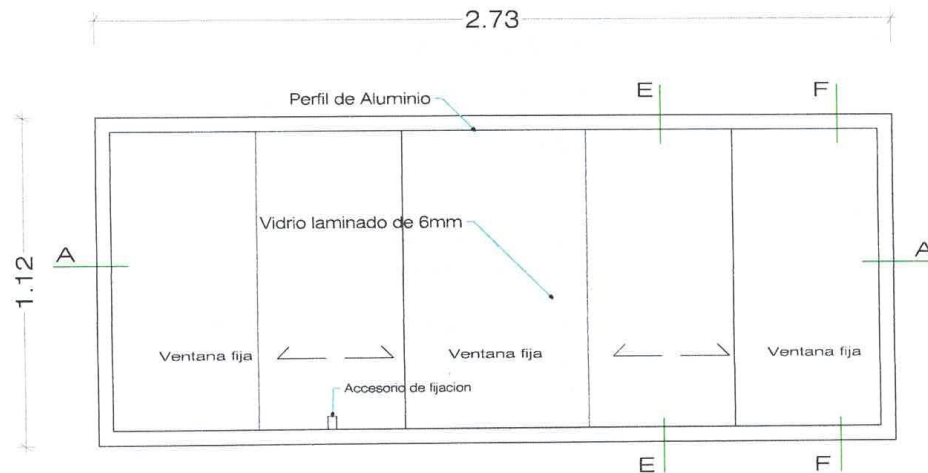 2.73
E
F
Perfil de Aluminio
Vidrio laminado de 6mm
A
A
1.12
Ventana fija
Ventana fija
Ventana fija
Accesorio de fijacion
E
F